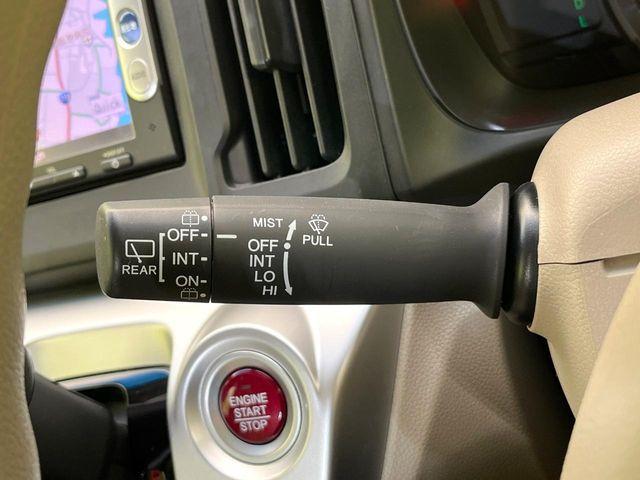 OFF
INT
ON
REAR
MIST
OFF
INT
LO
HI
PULL
ENGINE
START
STOP